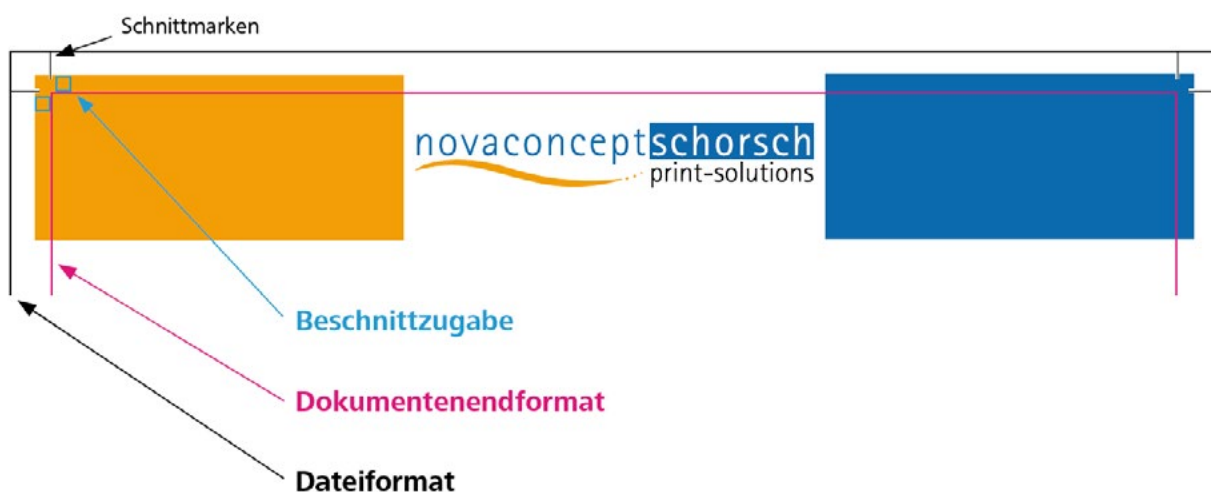 Schnittmarken
novaconceptschorsch
print-solutions
Beschnittzugabe
Dokumentenendformat
Dateiformat